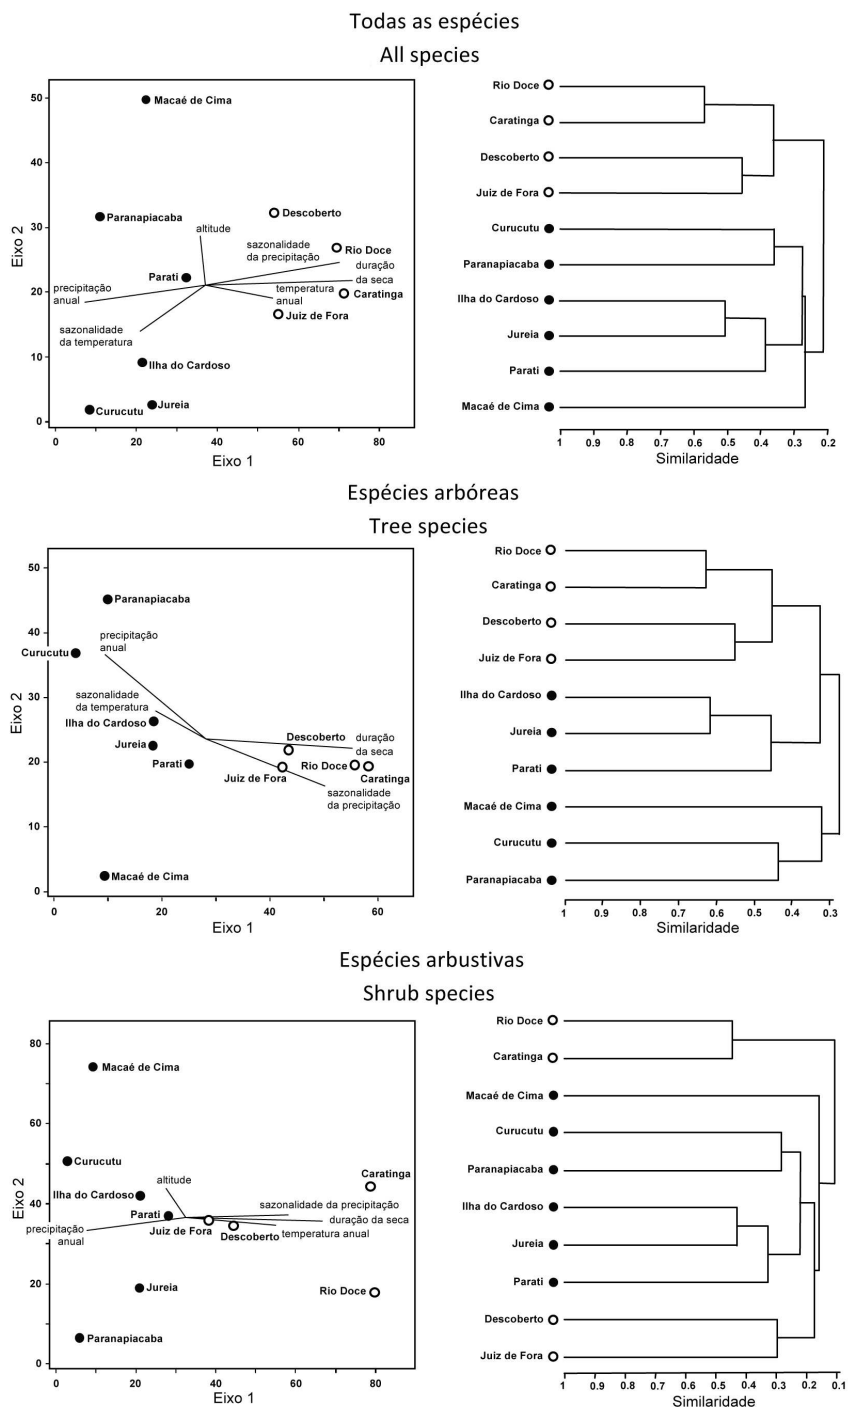 Todas as espécies
All species
50
40
30
20
10
0
Eixo 2
Macaé de Cima
Paranapiacaba
altitude
Descoberto
sazonalidade
da precipitação
Rio Doce
Parati
duração
da seca
precipitação
anual
temperatura
anual
Caratinga
sazonalidade
da temperatura
Juiz de Fora
Ilha do Cardoso
Curucutu
Jureia
0 20 40 60 80
Eixo 1
Rio Doce
Caratinga
Descoberto
Juiz de Fora
Curucutu
Paranapiacaba
Ilha do Cardoso
Jureia
Parati
Macaé de Cima
1 0.9 0.8 0.7 0.6 0.5 0.4 0.3 0.2
Similaridade
Espécies arbóreas
Tree species
50
40
30
20
10
0
Eixo 2
Paranapiacaba
precipitação
anual
Curucutu
sazonalidade
da temperatura
Ilha do Cardoso
Jureia
Descoberto
duração
da seca
Parati
Juiz de Fora
Rio Doce
Caratinga
sazonalidade
da precipitação
Macaé de Cima
0 20 40 60
Eixo 1
Rio Doce
Caratinga
Descoberto
Juiz de Fora
Ilha do Cardoso
Jureia
Parati
Macaé de Cima
Curucutu
Paranapiacaba
1 0.9 0.8 0.7 0.6 0.5 0.4 0.3
Similaridade
Espécies arbustivas
Shrub species
80
60
40
20
0
Eixo 2
Macaé de Cima
Curucutu
altitude
Caratinga
Ilha do Cardoso
sazonalidade da precipitação
Parati
precipitação
anual
Juiz de Fora
duração da seca
Descoberto
temperatura anual
Jureia
Rio Doce
Paranapiacaba
0 20 40 60 80
Eixo 1
Rio Doce
Caratinga
Macaé de Cima
Curucutu
Paranapiacaba
Ilha do Cardoso
Jureia
Parati
Descoberto
Juiz de Fora
1 0.9 0.8 0.7 0.6 0.5 0.4 0.3 0.2 0.1
Similaridade